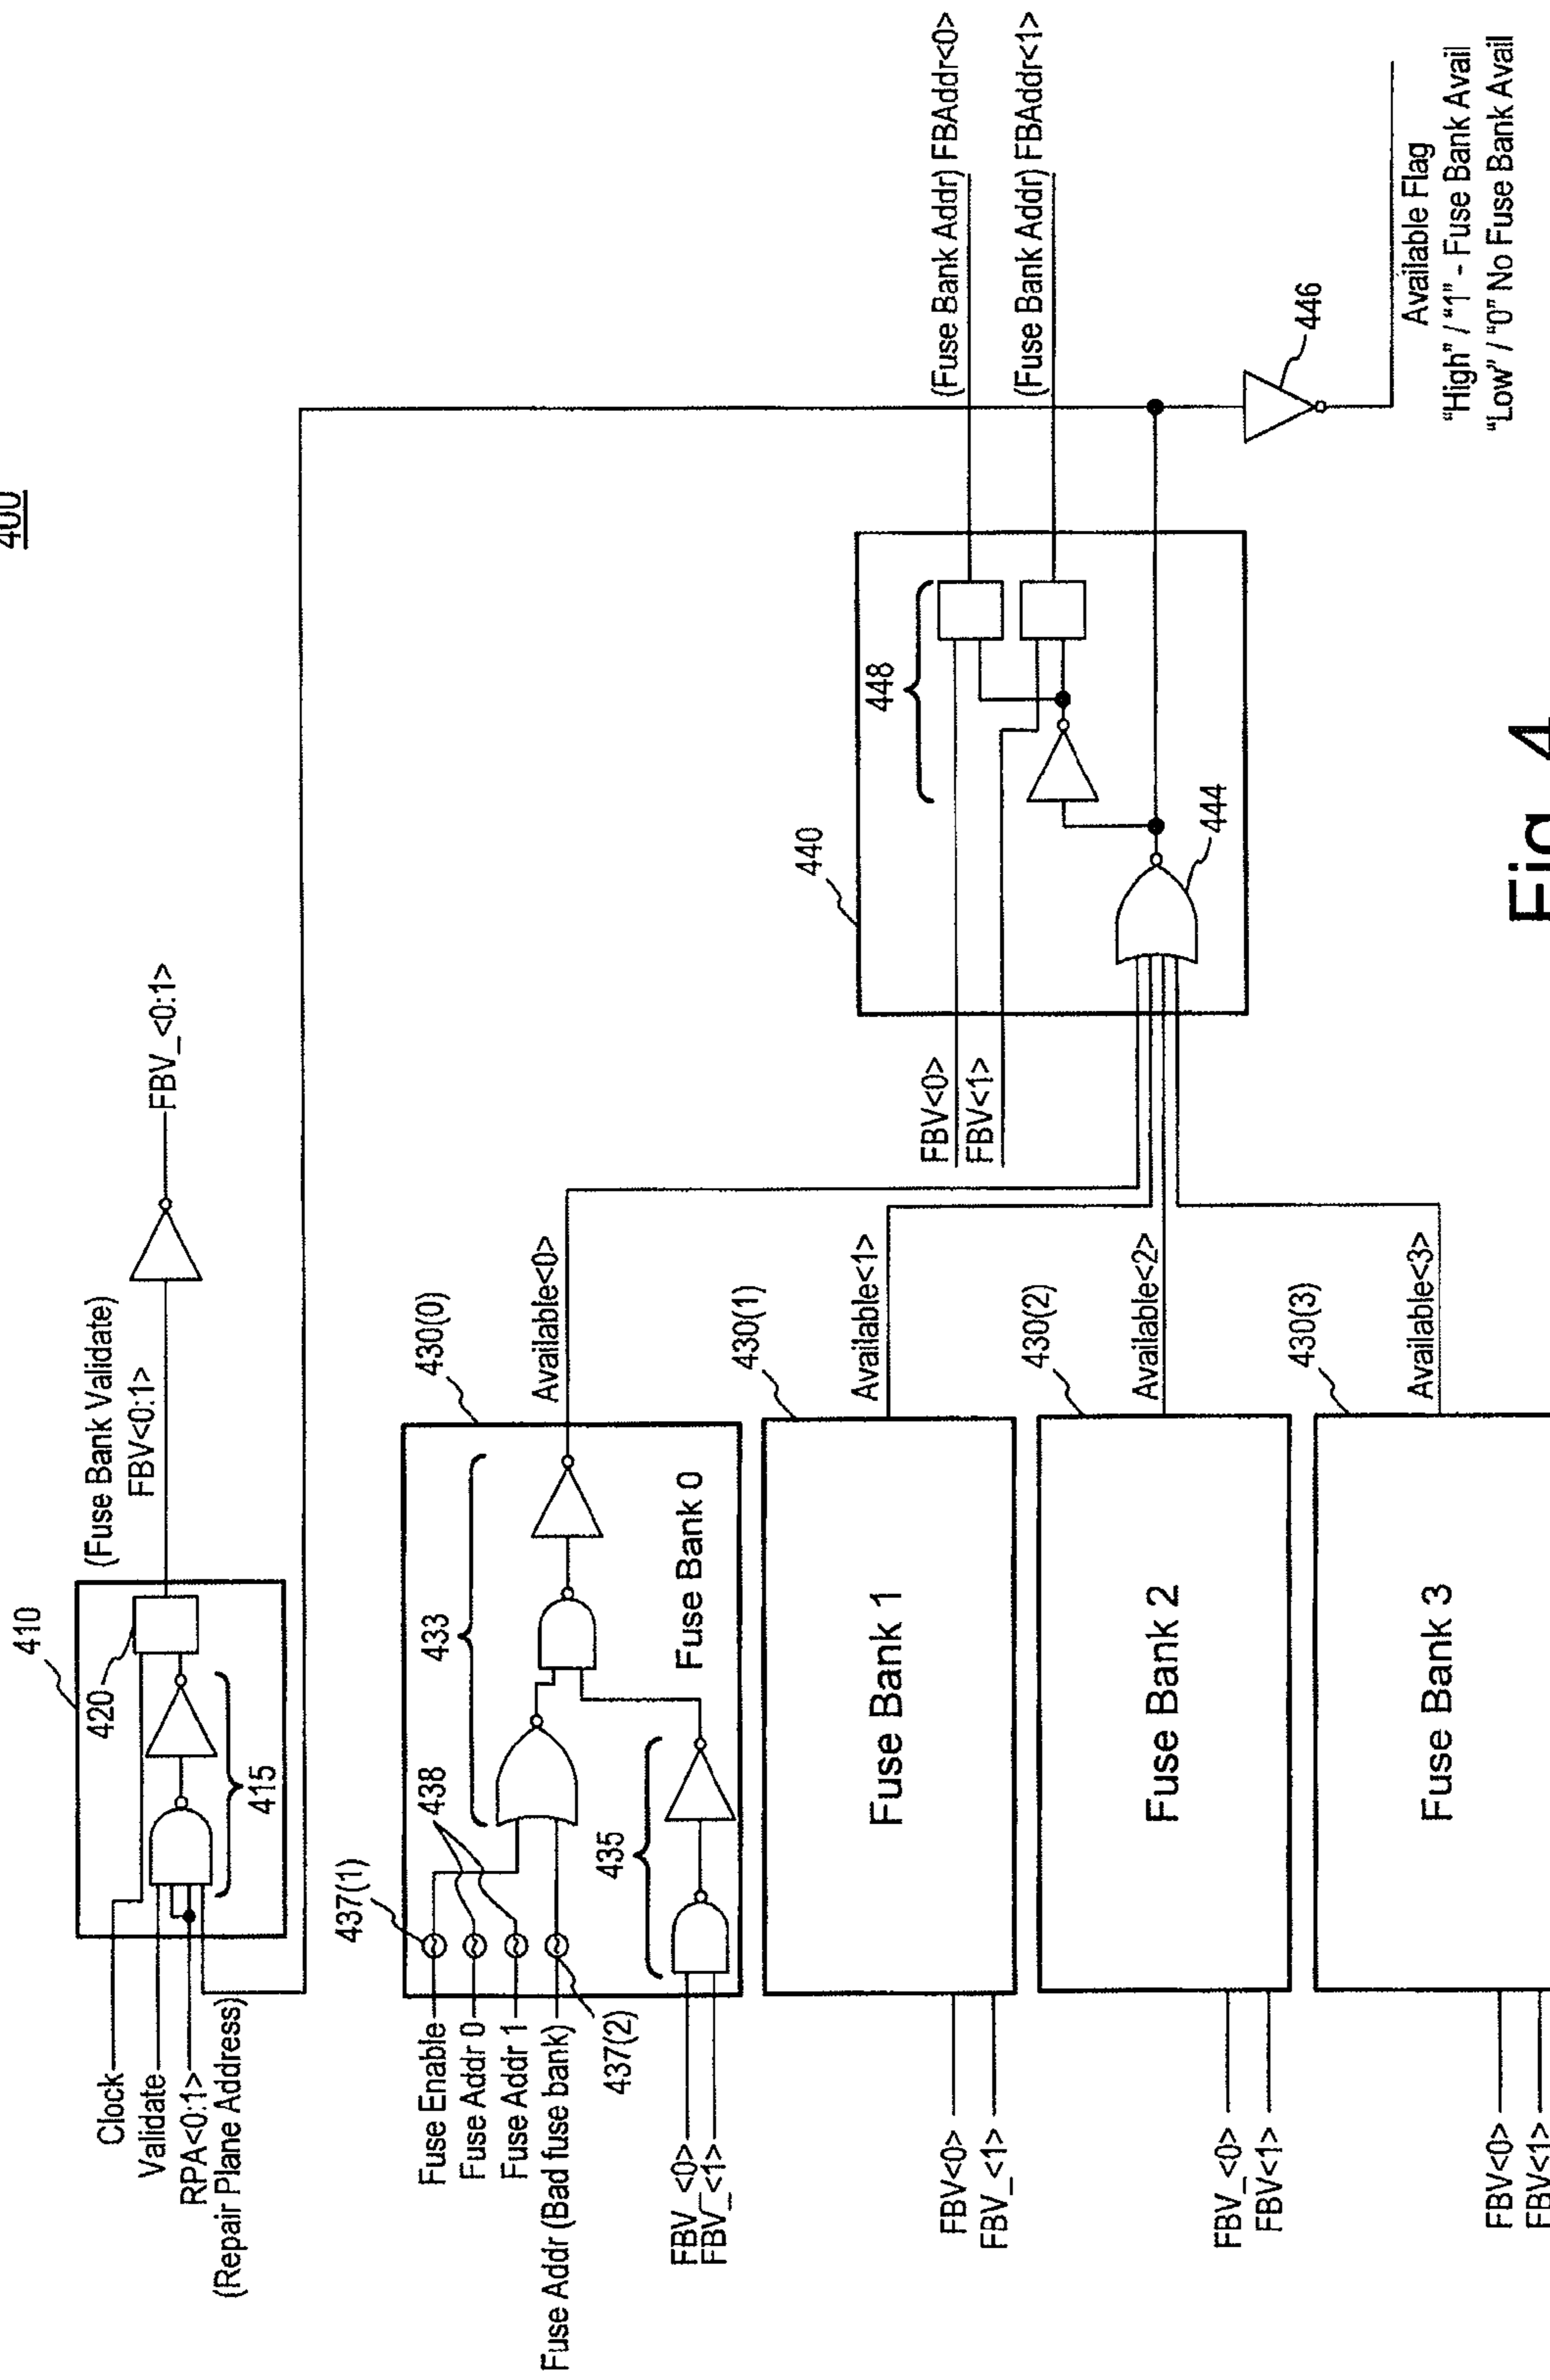 400
410
Clock
Validate
RPA<0:1>
(Repair Plane Address)
420
415
(Fuse Bank Validate)
FBV<0:1>
FBV_<0:1>
430(0)
437(1)
Fuse Enable
Fuse Addr 0
Fuse Addr 1
Fuse Addr (Bad fuse bank)
437(2)
438
433
435
FBV_<0>
FBV_<1>
Fuse Bank 0
Available<0>
430(1)
FBV<0>
FBV_<1>
Fuse Bank 1
Available<1>
430(2)
FBV_<0>
FBV<1>
Fuse Bank 2
Available<2>
430(3)
FBV<0>
FBV<1>
Fuse Bank 3
Available<3>
FBV<0>
FBV<1>
440
448
444
(Fuse Bank Addr) FBAddr<0>
(Fuse Bank Addr) FBAddr<1>
446
Available Flag
"High" / "1" - Fuse Bank Avail
"Low" / "0" No Fuse Bank Avail
Fig. 4